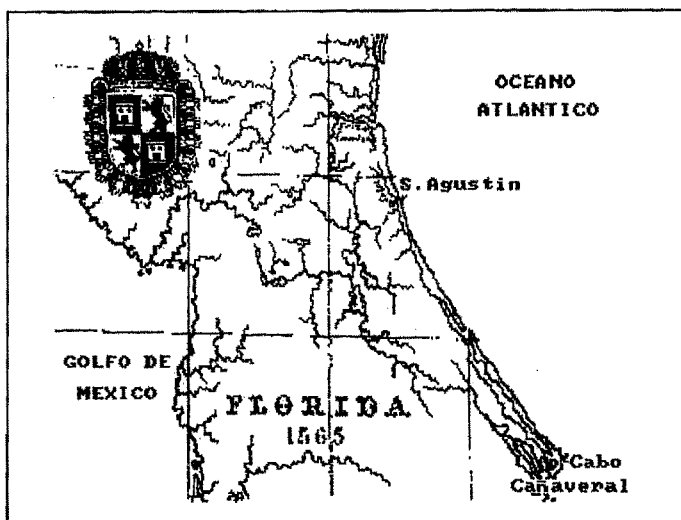 OCEANO
ATLANTICO
S.Agustin
GOLFO DE
MEXICO
FLORIDA
1565
Cabo
Cañaveral